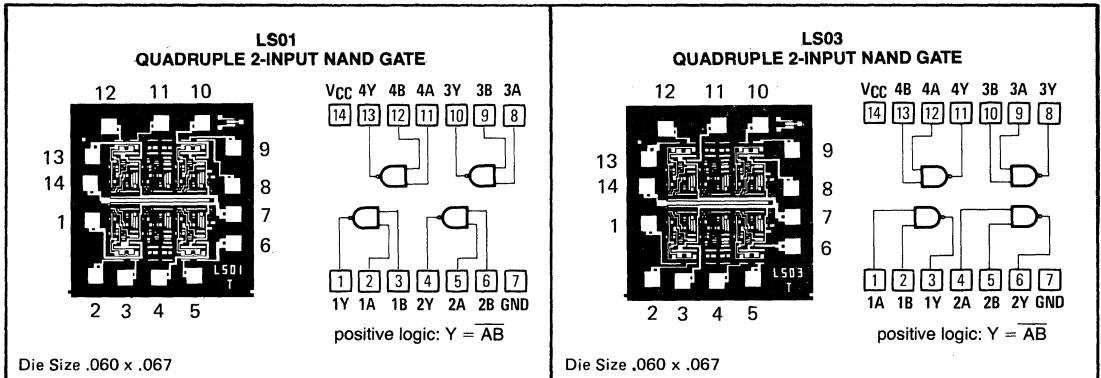 LS01
QUADRUPLE 2-INPUT NAND GATE
12 11 10
13
14
1
9
8
7
6
LS01
T
2 3 4 5
VCC 4Y 4B 4A 3Y 3B 3A
14 13 12 11 10 9 8
1 2 3 4 5 6 7
1Y 1A 1B 2Y 2A 2B GND
positive logic: Y = \overline{AB}
Die Size .060 x .067
LS03
QUADRUPLE 2-INPUT NAND GATE
12 11 10
13
14
1
9
8
7
6
LS03
T
2 3 4 5
VCC 4B 4A 4Y 3B 3A 3Y
14 13 12 11 10 9 8
1 2 3 4 5 6 7
1A 1B 1Y 2A 2B 2Y GND
positive logic: Y = \overline{AB}
Die Size .060 x .067